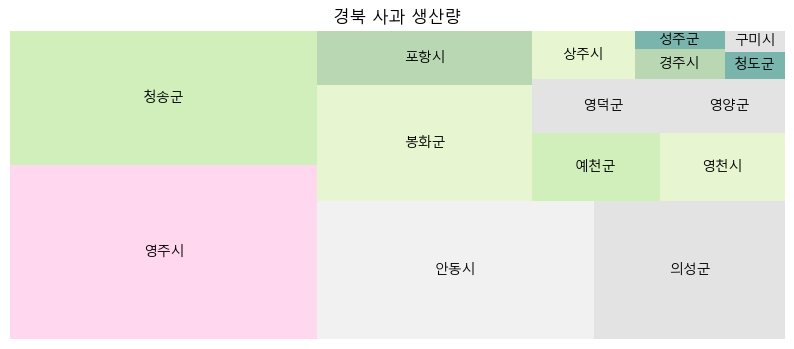 경북 사과 생산량
청송군
포항시
상주시
성주군
구미시
경주시
청도군
영덕군
영양군
봉화군
예천군
영천시
영주시
안동시
의성군